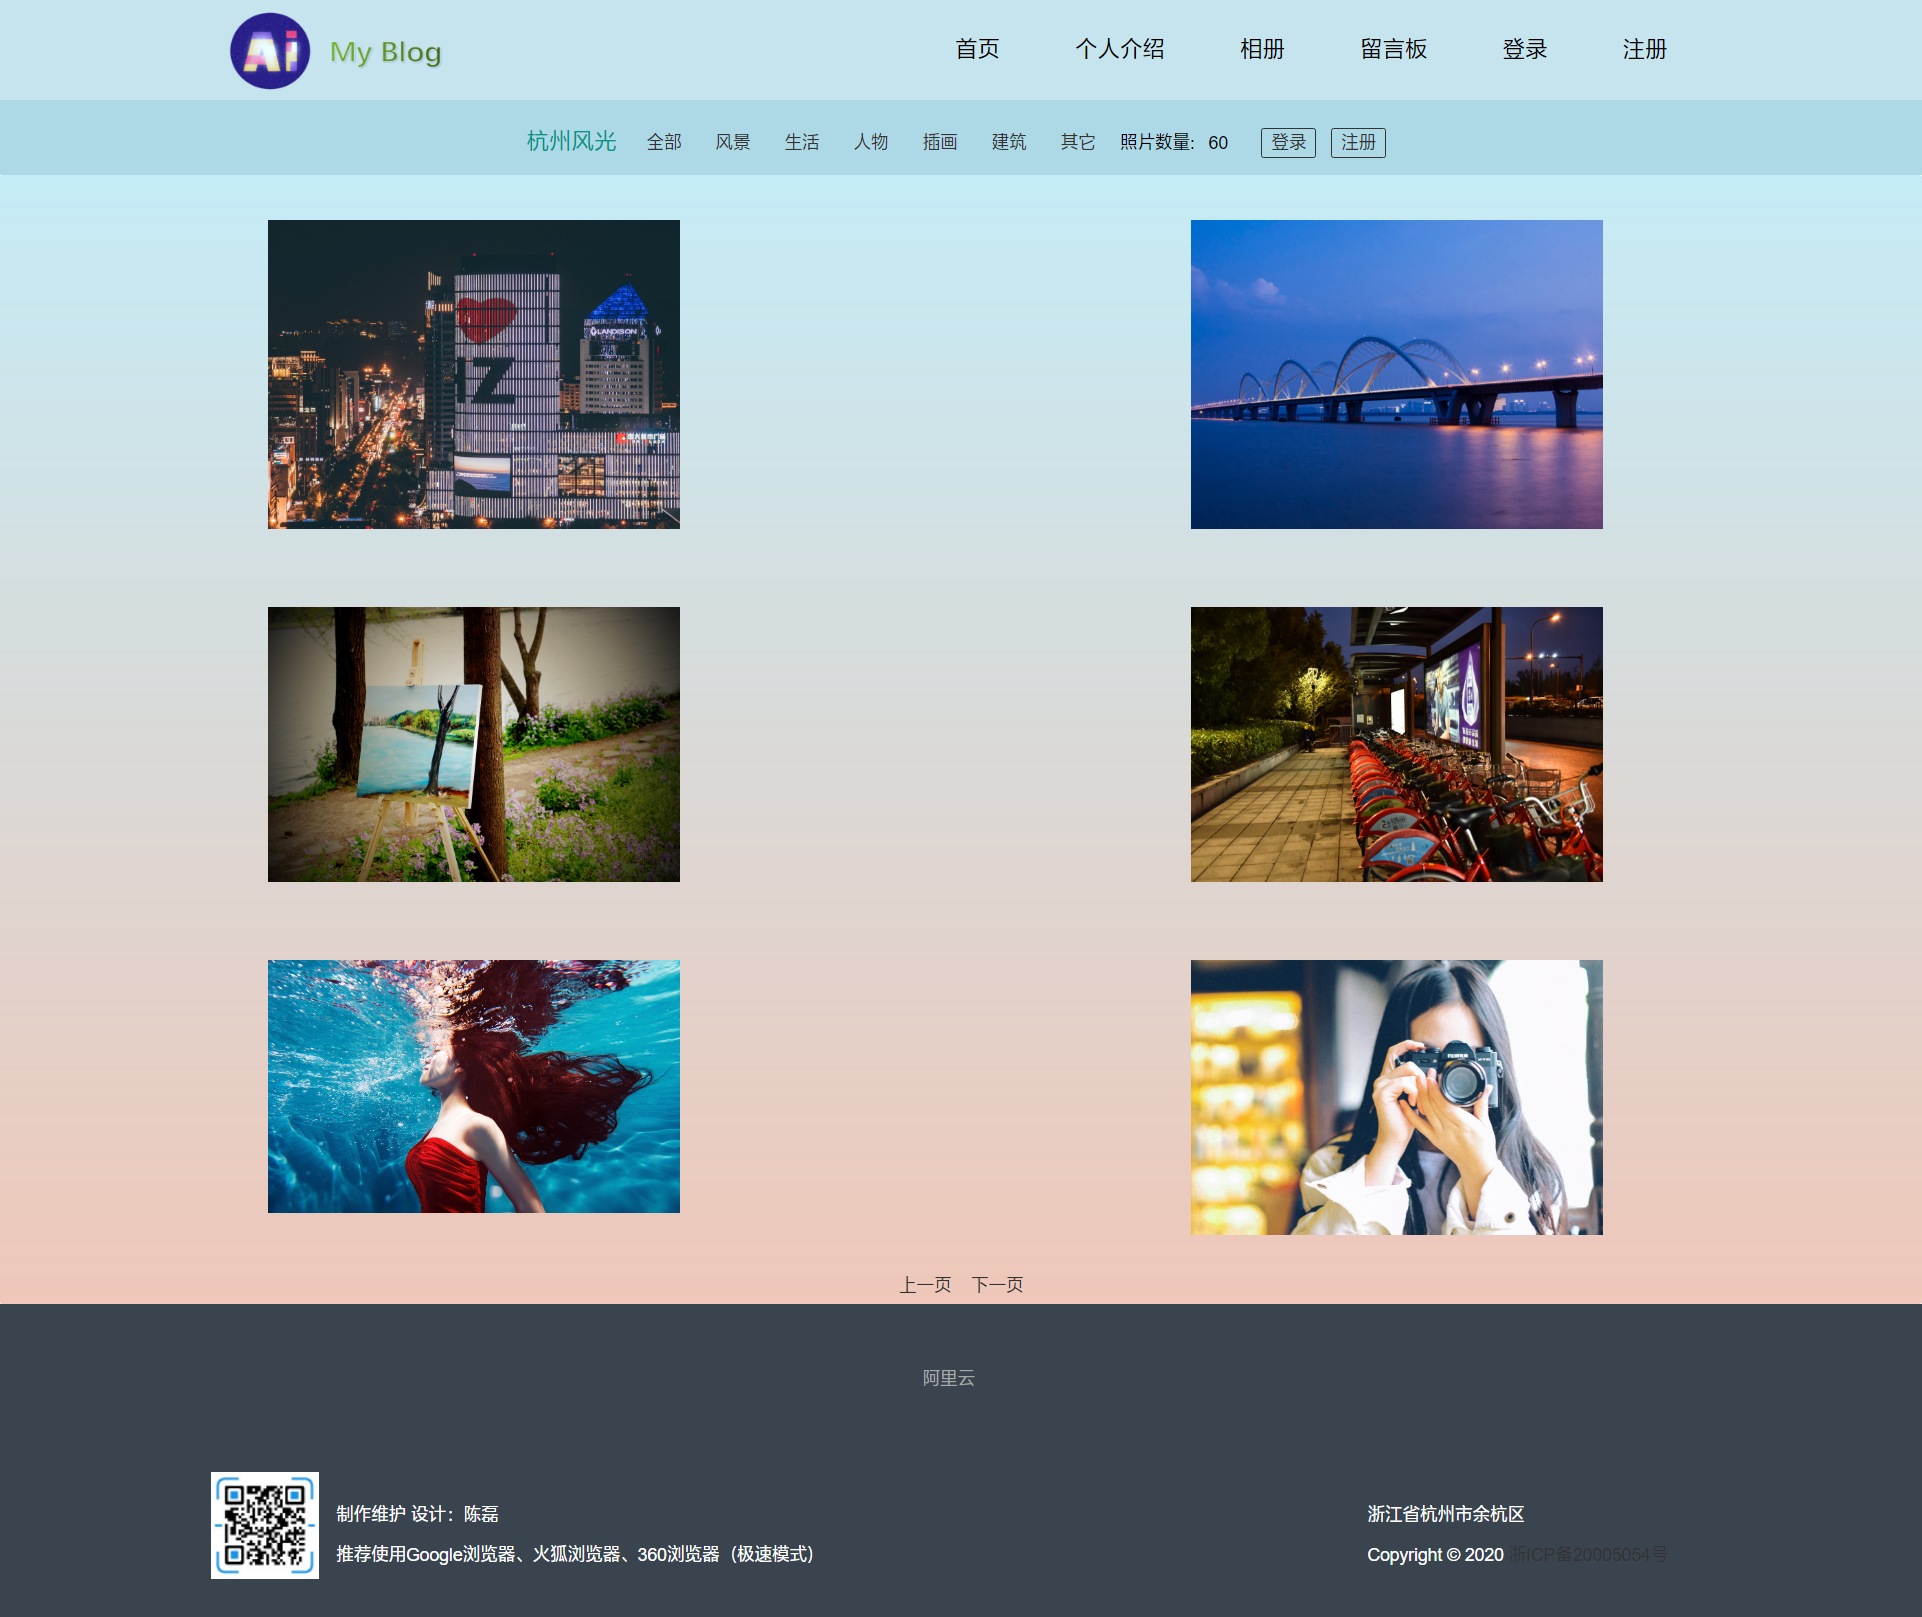 Ai My Blog 首页 个人介绍 相册 留言板 登录 注册
杭州风光 全部 风景 生活 人物 插画 建筑 其它 照片数量: 60 登录 注册
LANDISON
HZ
FUJIFILM
上一页 下一页
阿里云
制作维护 设计：陈磊
推荐使用Google浏览器、火狐浏览器、360浏览器（极速模式）
浙江省杭州市余杭区
Copyright © 2020 浙ICP备20005054号